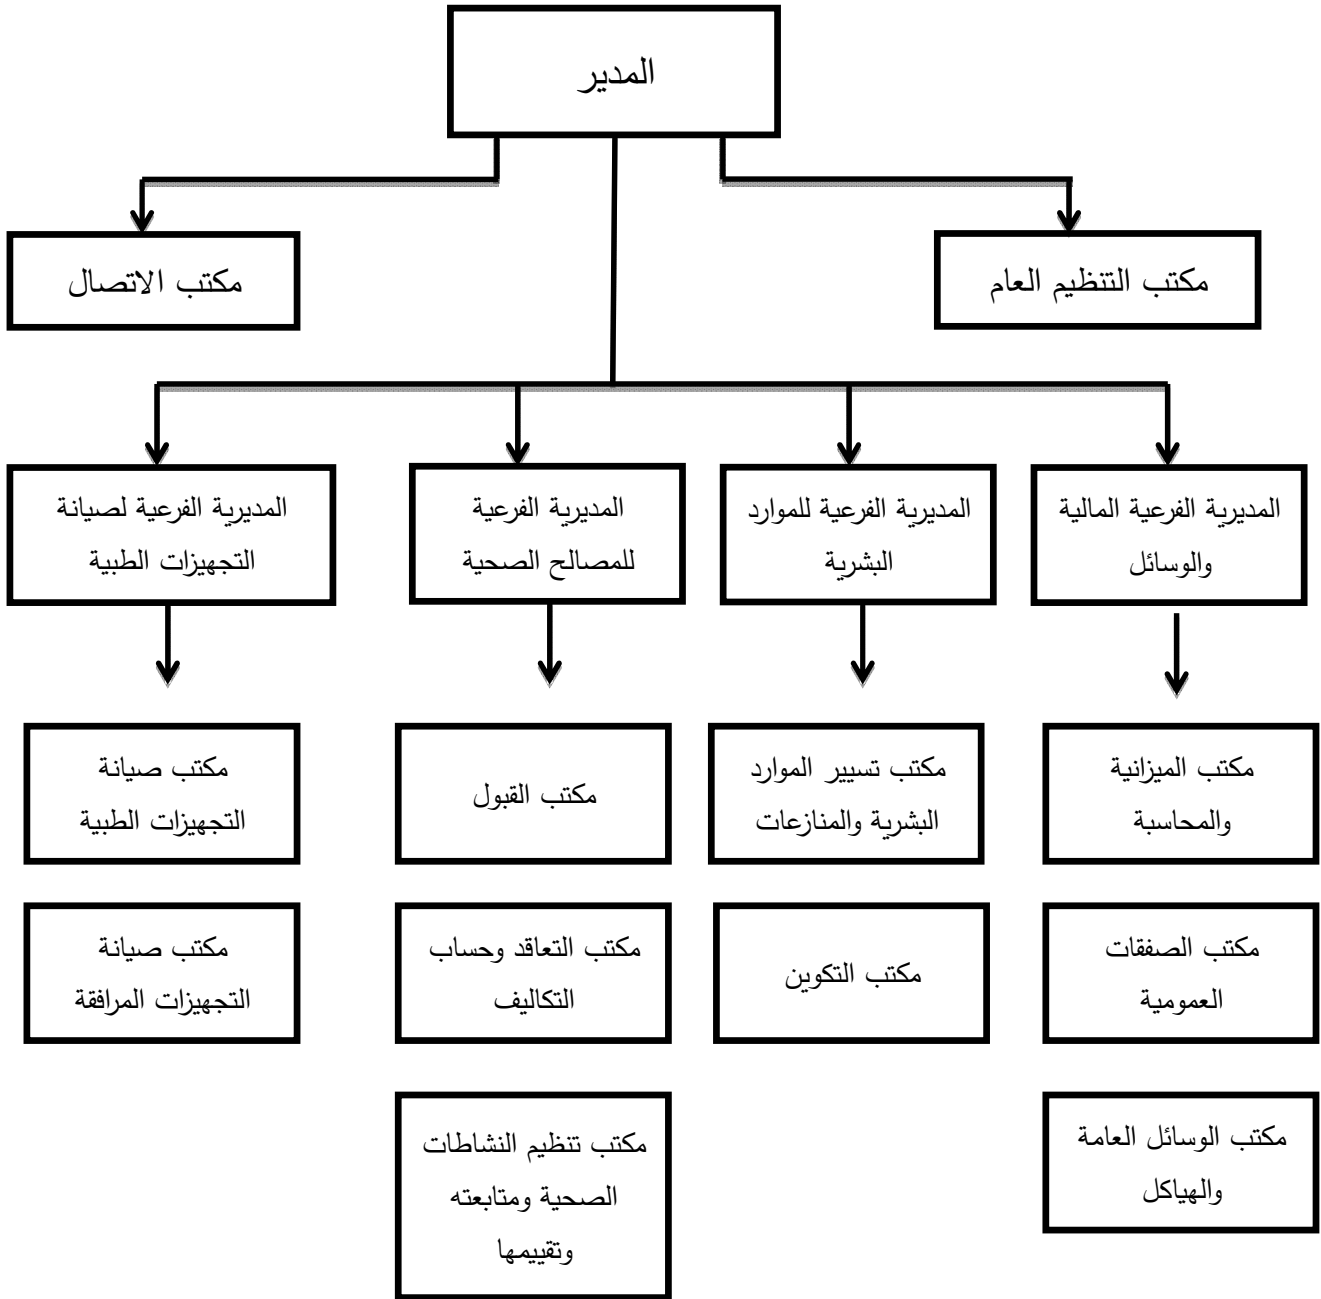 المدير
مكتب التنظيم العام
مكتب الاتصال
المديرية الفرعية المالية
والوسائل
المديرية الفرعية للموارد
البشرية
المديرية الفرعية
للمصالح الصحية
المديرية الفرعية لصيانة
التجهيزات الطبية
مكتب الميزانية
والمحاسبة
مكتب تسيير الموارد
البشرية والمنازعات
مكتب القبول
مكتب صيانة
التجهيزات الطبية
مكتب الصفقات
العمومية
مكتب التكوين
مكتب التعاقد وحساب
التكاليف
مكتب صيانة
التجهيزات المرافقة
مكتب الوسائل العامة
والهياكل
مكتب تنظيم النشاطات
الصحية ومتابعته
وتقييمها